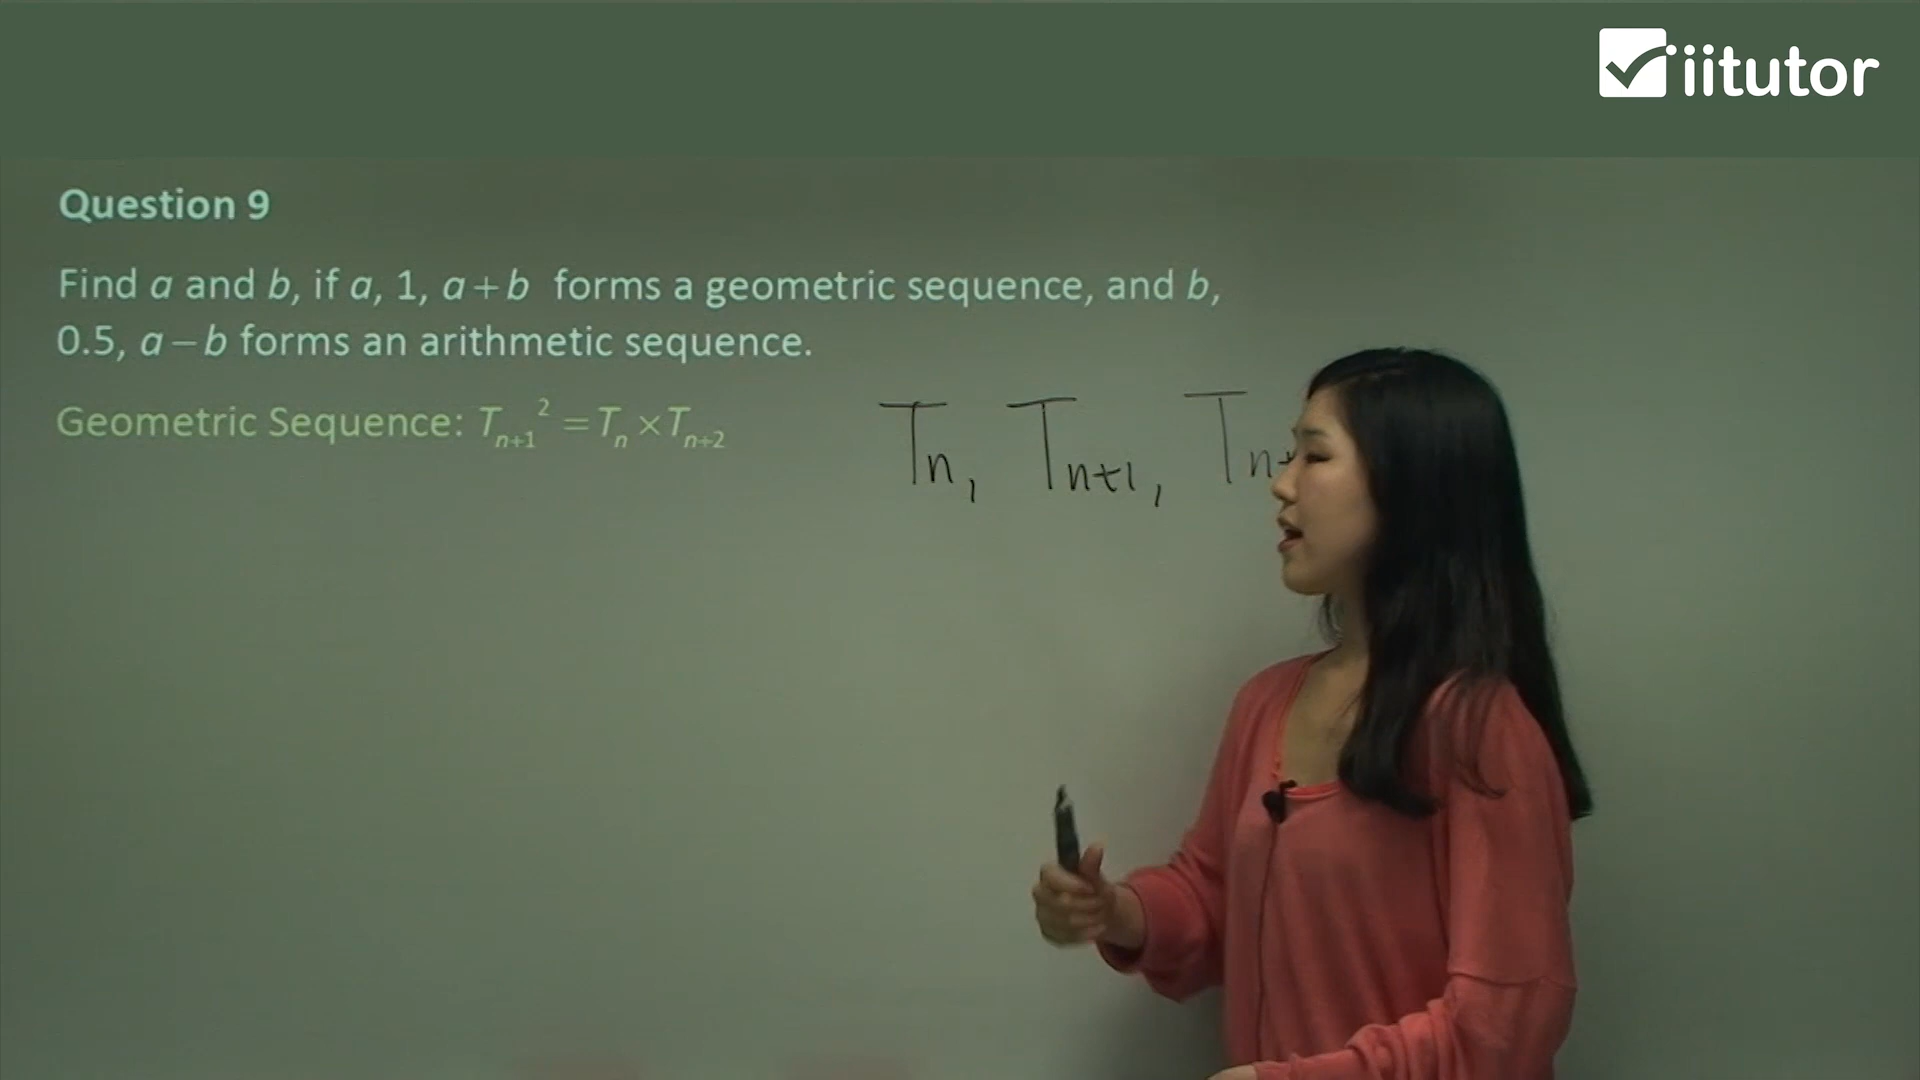 iitutor
Question 9
Find a and b, if a, 1, a+b forms a geometric sequence, and b,
0.5, a−b forms an arithmetic sequence.
Geometric Sequence: Tₙ₊₁² = Tₙ × Tₙ₊₂
Tₙ, Tₙ₊₁, Tₙ₊